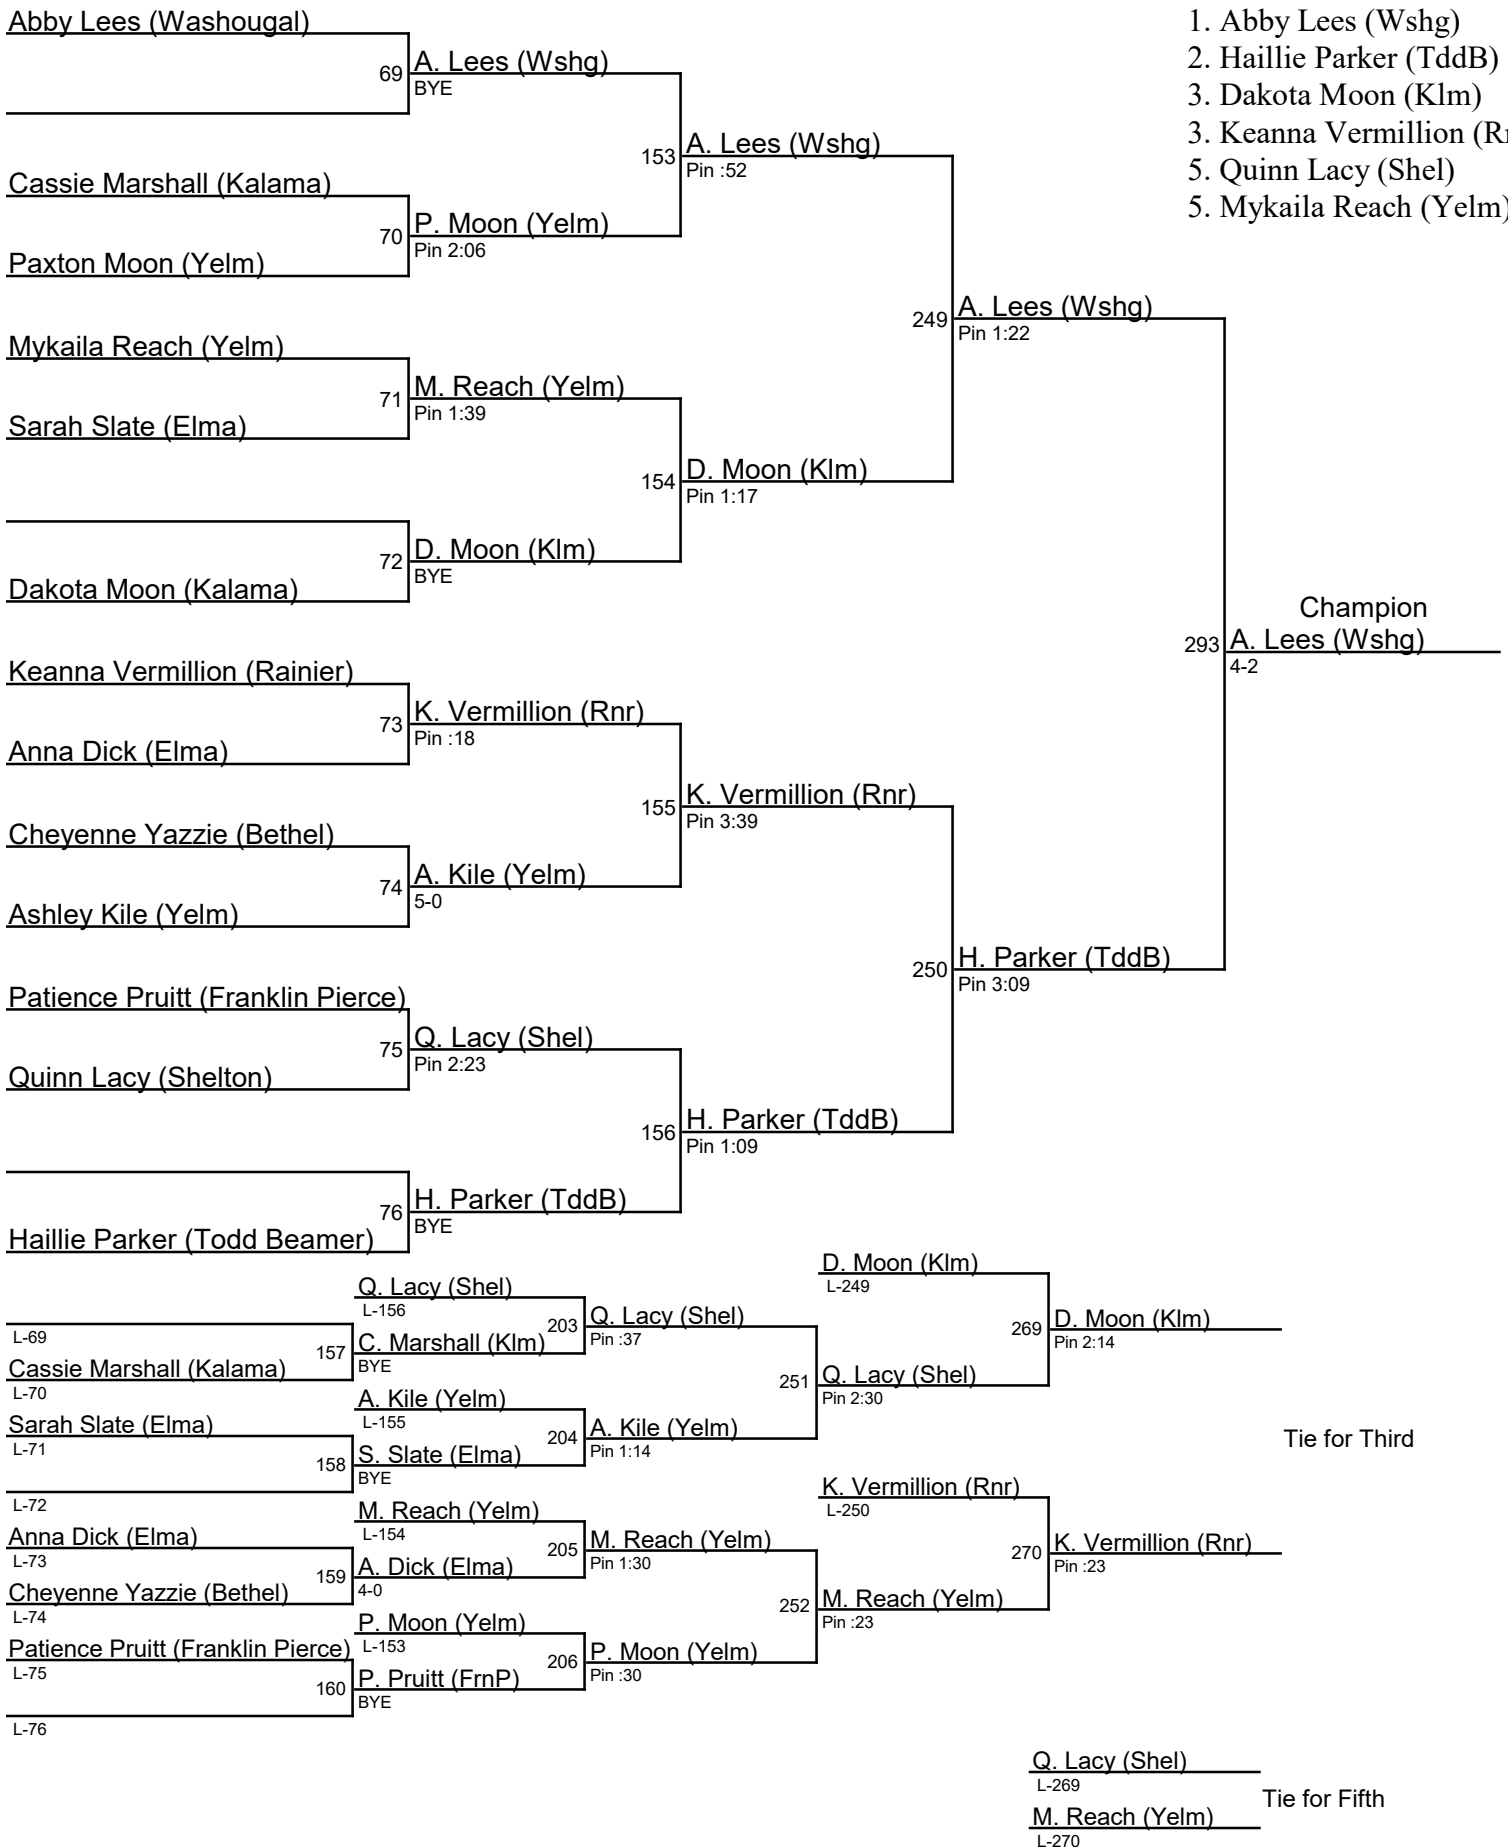 1. Abby Lees (Wshg)
2. Haillie Parker (TddB)
3. Dakota Moon (Klm)
3. Keanna Vermillion (Rn
5. Quinn Lacy (Shel)
5. Mykaila Reach (Yelm)
Abby Lees (Washougal)
69 A. Lees (Wshg)
BYE
153 A. Lees (Wshg)
Pin :52
Cassie Marshall (Kalama)
70 P. Moon (Yelm)
Pin 2:06
Paxton Moon (Yelm)
249 A. Lees (Wshg)
Pin 1:22
Mykaila Reach (Yelm)
71 M. Reach (Yelm)
Pin 1:39
Sarah Slate (Elma)
154 D. Moon (Klm)
Pin 1:17
72 D. Moon (Klm)
BYE
Dakota Moon (Kalama)
Champion
293 A. Lees (Wshg)
4-2
Keanna Vermillion (Rainier)
73 K. Vermillion (Rnr)
Pin :18
Anna Dick (Elma)
155 K. Vermillion (Rnr)
Pin 3:39
Cheyenne Yazzie (Bethel)
74 A. Kile (Yelm)
5-0
Ashley Kile (Yelm)
250 H. Parker (TddB)
Pin 3:09
Patience Pruitt (Franklin Pierce)
75 Q. Lacy (Shel)
Pin 2:23
Quinn Lacy (Shelton)
156 H. Parker (TddB)
Pin 1:09
76 H. Parker (TddB)
BYE
Haillie Parker (Todd Beamer)
D. Moon (Klm)
L-249
Q. Lacy (Shel)
L-156
203 Q. Lacy (Shel)
Pin :37
269 D. Moon (Klm)
Pin 2:14
L-69
157 C. Marshall (Klm)
BYE
Cassie Marshall (Kalama)
L-70
251 Q. Lacy (Shel)
Pin 2:30
A. Kile (Yelm)
L-155
Sarah Slate (Elma)
L-71
204 A. Kile (Yelm)
Pin 1:14
Tie for Third
158 S. Slate (Elma)
BYE
L-72
K. Vermillion (Rnr)
L-250
M. Reach (Yelm)
L-154
Anna Dick (Elma)
L-73
205 M. Reach (Yelm)
Pin 1:30
270 K. Vermillion (Rnr)
Pin :23
159 A. Dick (Elma)
4-0
Cheyenne Yazzie (Bethel)
L-74
252 M. Reach (Yelm)
Pin :23
P. Moon (Yelm)
L-153
Patience Pruitt (Franklin Pierce)
L-75
206 P. Moon (Yelm)
Pin :30
160 P. Pruitt (FrnP)
BYE
L-76
Q. Lacy (Shel)
L-269
Tie for Fifth
M. Reach (Yelm)
L-270